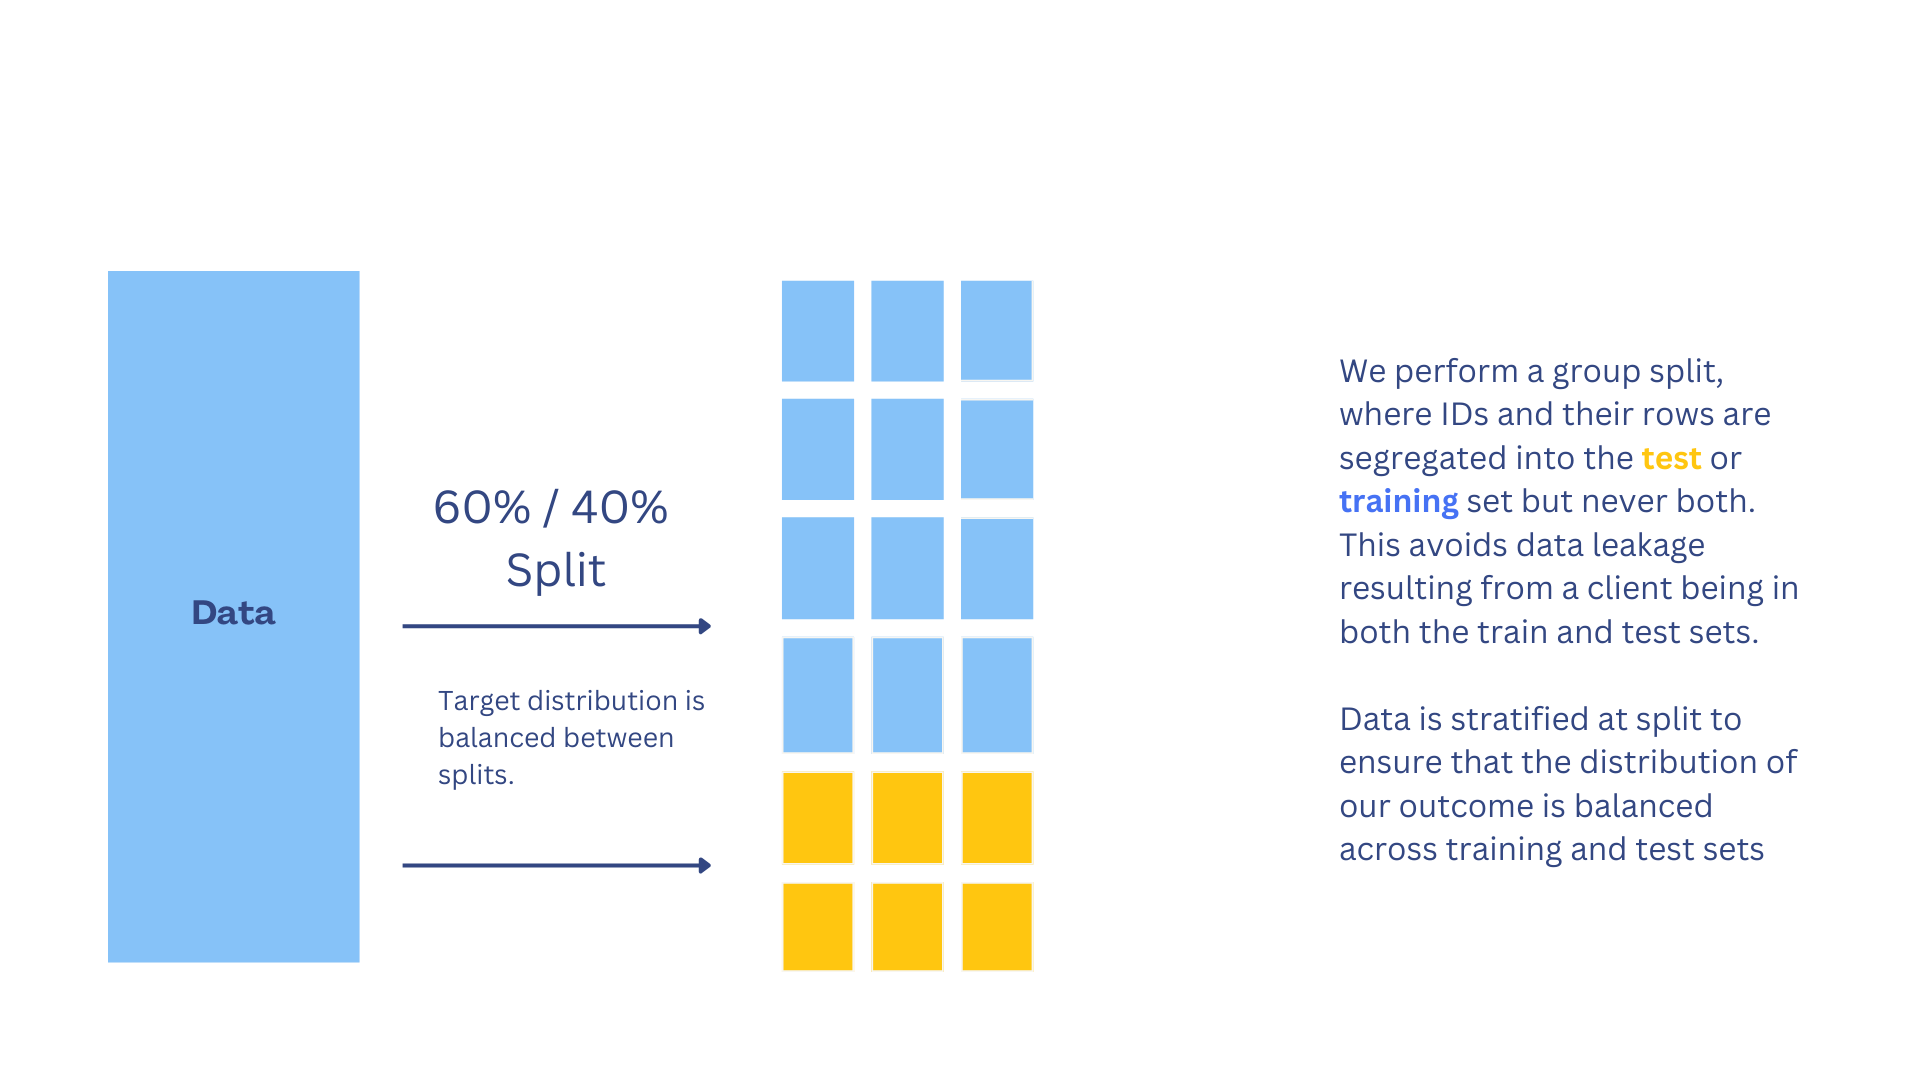 Data
60% / 40%
Split
Target distribution is
balanced between
splits.
We perform a group split,
where IDs and their rows are
segregated into the test or
training set but never both.
This avoids data leakage
resulting from a client being in
both the train and test sets.
Data is stratified at split to
ensure that the distribution of
our outcome is balanced
across training and test sets